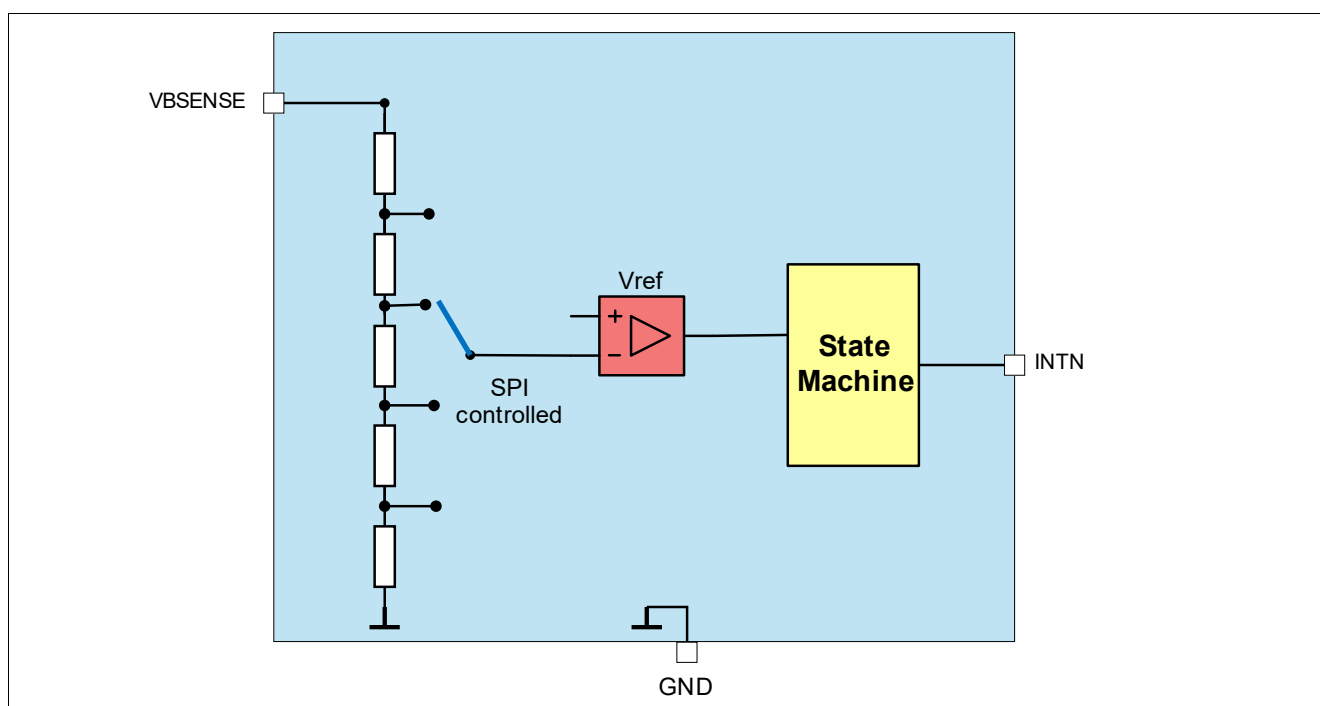 VBSENSE
Vref
+
−
SPI
controlled
State
Machine
INTN
GND